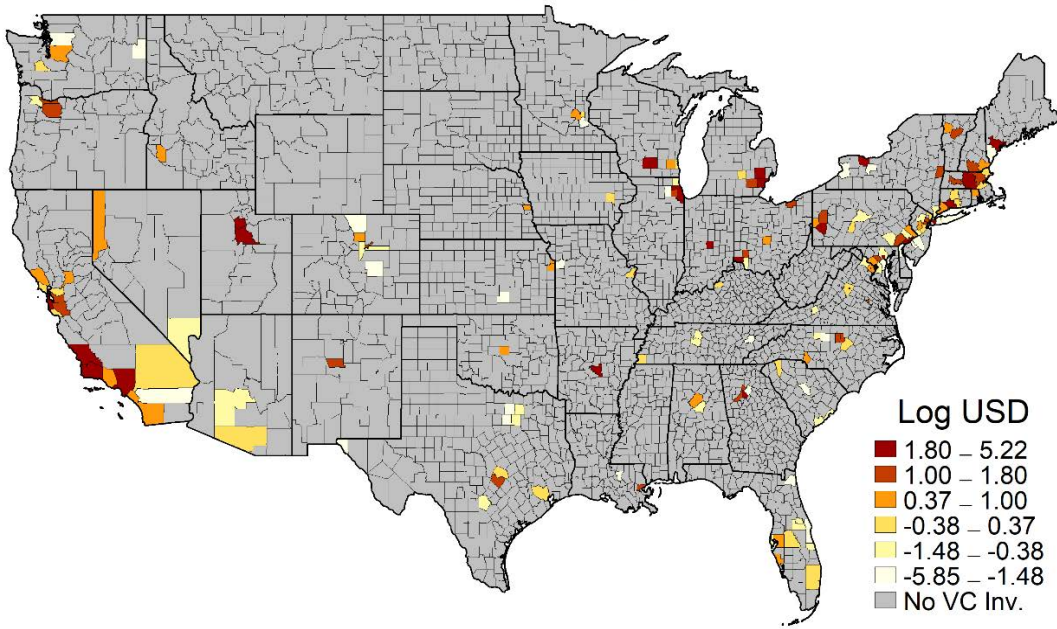 Log USD
1.80 – 5.22
1.00 – 1.80
0.37 – 1.00
-0.38 – 0.37
-1.48 – -0.38
-5.85 – -1.48
No VC Inv.